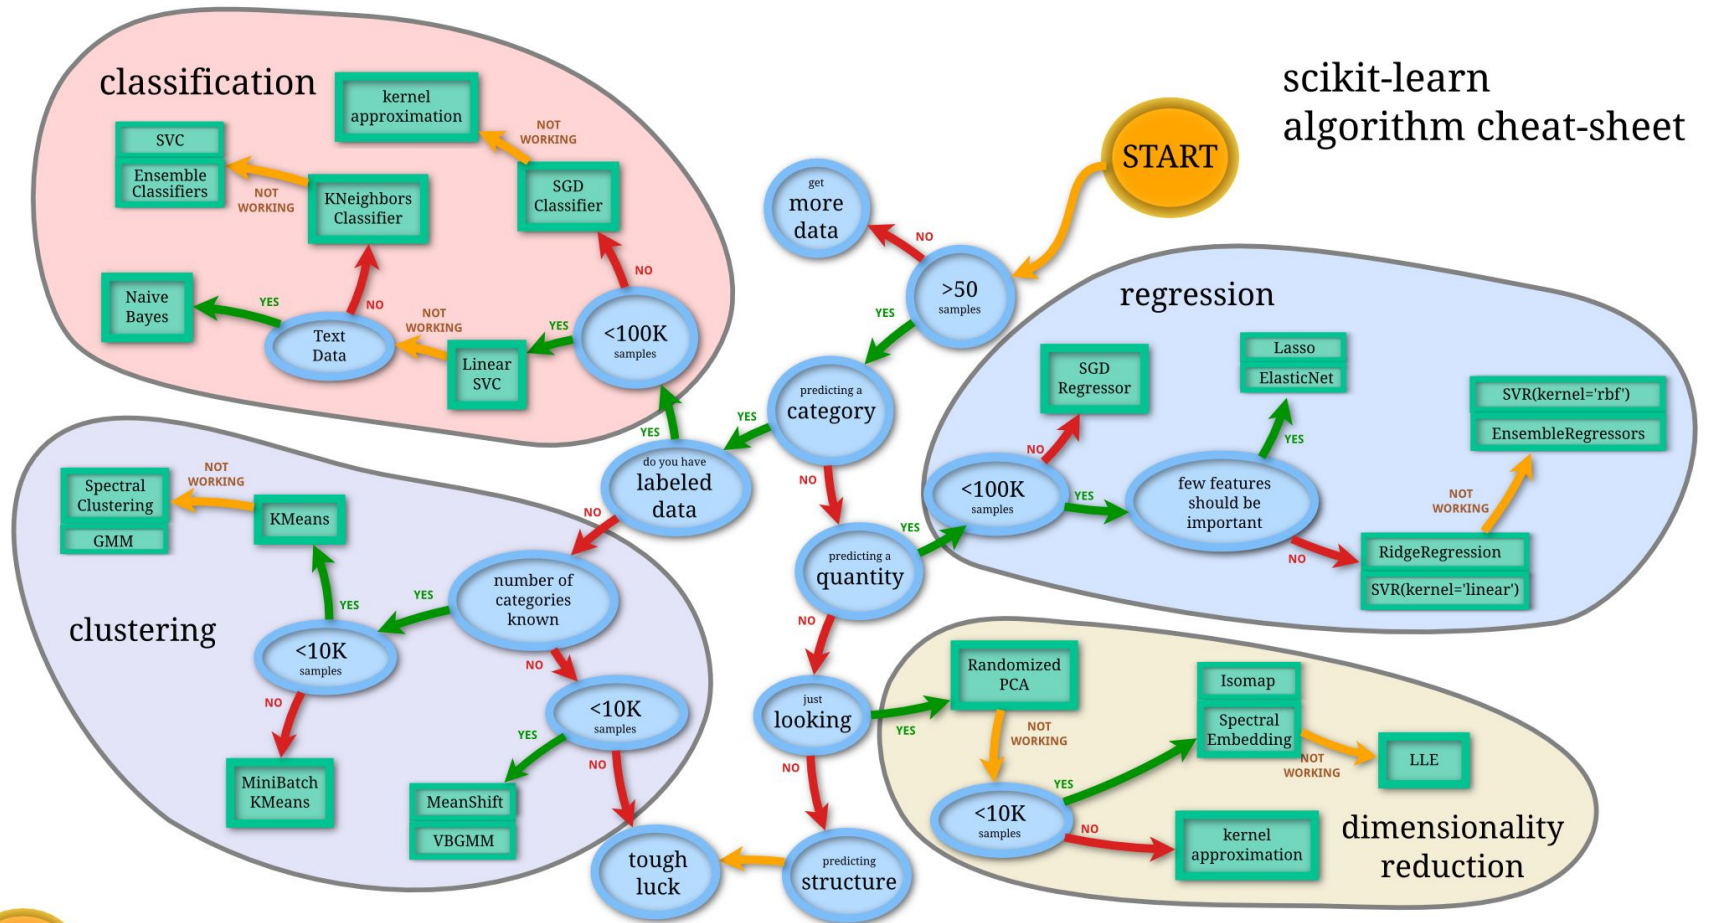 scikit-learn
algorithm cheat-sheet
START
>50
samples
NO
get
more
data
YES
predicting a
category
YES
do you have
labeled
data
YES
NO
classification
<100K
samples
NO
SGD
Classifier
NOT
WORKING
kernel
approximation
YES
Linear
SVC
NOT
WORKING
Text
Data
YES
Naive
Bayes
NO
KNeighbors
Classifier
NOT
WORKING
SVC
Ensemble
Classifiers
clustering
number of
categories
known
YES
<10K
samples
YES
KMeans
NOT
WORKING
Spectral
Clustering
GMM
NO
MiniBatch
KMeans
NO
<10K
samples
YES
MeanShift
VBGMM
NO
tough
luck
NO
predicting a
quantity
YES
regression
<100K
samples
NO
SGD
Regressor
YES
few features
should be
important
YES
Lasso
ElasticNet
NO
RidgeRegression
SVR(kernel='linear')
NOT
WORKING
SVR(kernel='rbf')
EnsembleRegressors
NO
just
looking
YES
dimensionality
reduction
Randomized
PCA
NOT
WORKING
<10K
samples
YES
Isomap
Spectral
Embedding
NOT
WORKING
LLE
NO
kernel
approximation
NO
predicting
structure